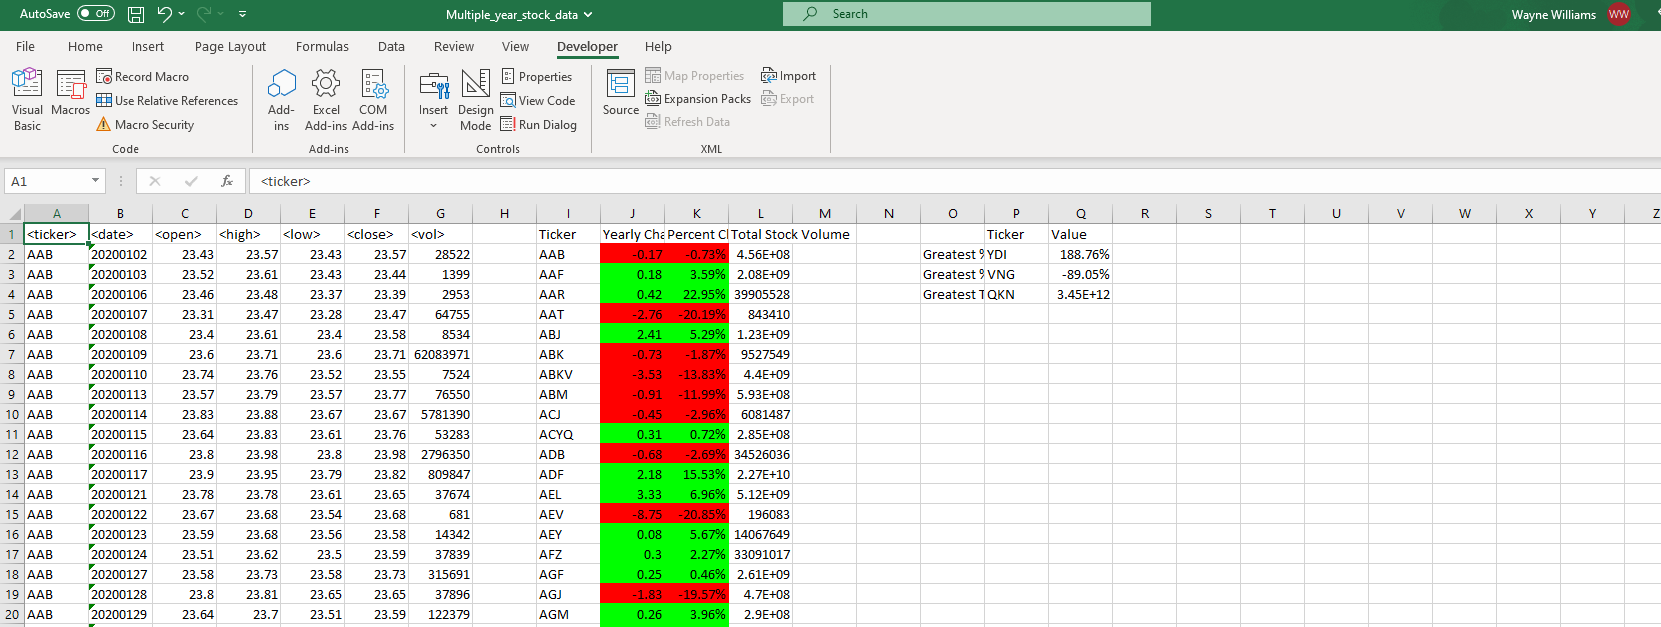 AutoSave Off Multiple_year_stock_data Search Wayne Williams WW
File Home Insert Page Layout Formulas Data Review View Developer Help
Visual Basic
Macros
Record Macro
Use Relative References
Macro Security
Code
Add-ins
Excel Add-ins
COM Add-ins
Add-ins
Insert
Design Mode
Properties
View Code
Run Dialog
Controls
Source
Map Properties
Expansion Packs
Refresh Data
Import
Export
XML
A1 fx <ticker>
A B C D E F G H I J K L M N O P Q R S T U V W X Y Z
1 <ticker> <date> <open> <high> <low> <close> <vol> Ticker Yearly Cha Percent Cl Total Stock Volume Ticker Value
2 AAB 20200102 23.43 23.57 23.43 23.57 28522 AAB -0.17 -0.73% 4.56E+08 Greatest % YDI 188.76%
3 AAB 20200103 23.52 23.61 23.43 23.44 1399 AAF 0.18 3.59% 2.08E+09 Greatest % VNG -89.05%
4 AAB 20200106 23.46 23.48 23.37 23.39 2953 AAR 0.42 22.95% 39905528 Greatest T QKN 3.45E+12
5 AAB 20200107 23.31 23.47 23.28 23.47 64755 AAT -2.76 -20.19% 843410
6 AAB 20200108 23.4 23.61 23.4 23.58 8534 ABJ 2.41 5.29% 1.23E+09
7 AAB 20200109 23.6 23.71 23.6 23.71 62083971 ABK -0.73 -1.87% 9527549
8 AAB 20200110 23.74 23.76 23.52 23.55 7524 ABKV -3.53 -13.83% 4.4E+09
9 AAB 20200113 23.57 23.79 23.57 23.77 76550 ABM -0.91 -11.99% 5.93E+08
10 AAB 20200114 23.83 23.88 23.67 23.67 5781390 ACJ -0.45 -2.96% 6081487
11 AAB 20200115 23.64 23.83 23.61 23.76 53283 ACYQ 0.31 0.72% 2.85E+08
12 AAB 20200116 23.8 23.98 23.8 23.98 2796350 ADB -0.68 -2.69% 34526036
13 AAB 20200117 23.9 23.95 23.79 23.82 809847 ADF 2.18 15.53% 2.27E+10
14 AAB 20200121 23.78 23.78 23.61 23.65 37674 AEL 3.33 6.96% 5.12E+09
15 AAB 20200122 23.67 23.68 23.54 23.68 681 AEV -8.75 -20.85% 196083
16 AAB 20200123 23.59 23.68 23.56 23.58 14342 AEY 0.08 5.67% 14067649
17 AAB 20200124 23.51 23.62 23.5 23.59 37839 AFZ 0.3 2.27% 33091017
18 AAB 20200127 23.58 23.73 23.58 23.73 315691 AGF 0.25 0.46% 2.61E+09
19 AAB 20200128 23.8 23.81 23.65 23.65 37896 AGJ -1.83 -19.57% 4.7E+08
20 AAB 20200129 23.64 23.7 23.51 23.59 122379 AGM 0.26 3.96% 2.9E+08